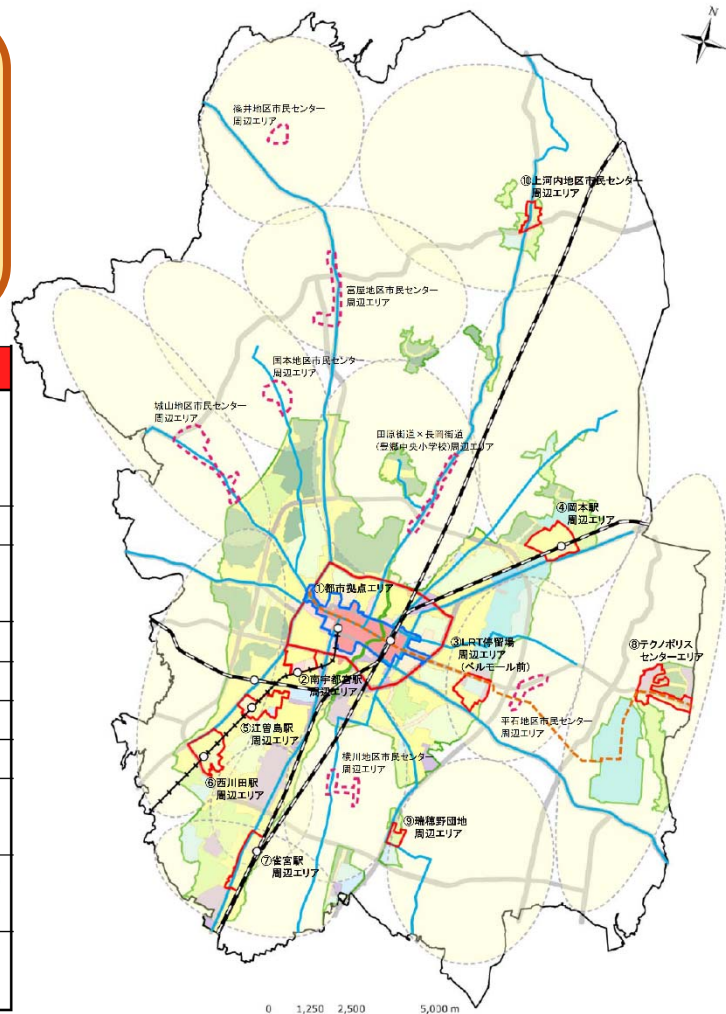 N
篠井地区市民センター
周辺エリア
⑩上河内地区市民センター
周辺エリア
富屋地区市民センター
周辺エリア
国本地区市民センター
周辺エリア
城山地区市民センター
周辺エリア
田原街道×長岡街道
(豊郷中央小学校)周辺エリア
④岡本駅
周辺エリア
①都市拠点エリア
③LRT停留場
周辺エリア
(ベルモール前)
⑧テクノポリス
センターエリア
②南宇都宮駅
周辺エリア
平石地区市民センター
周辺エリア
⑤江曽島駅
周辺エリア
横川地区市民センター
周辺エリア
⑥西川田駅
周辺エリア
⑨瑞穂野団地
周辺エリア
⑦雀宮駅
周辺エリア
0 1,250 2,500 5,000 m